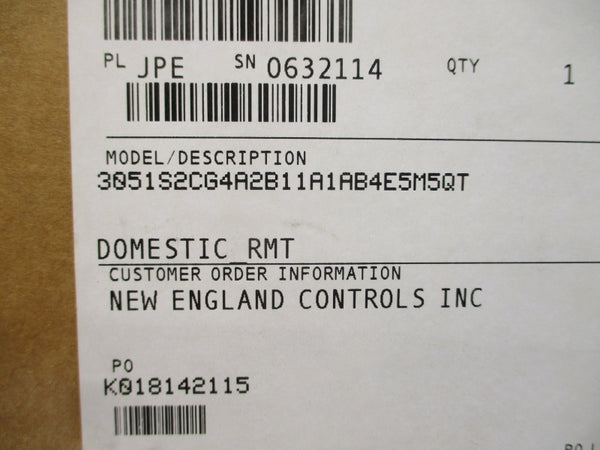 PL JPE SN 0632114 QTY 1
MODEL/DESCRIPTION
3051S2CG4A2B11A1AB4E5M5QT
DOMESTIC_RMT
CUSTOMER ORDER INFORMATION
NEW ENGLAND CONTROLS INC
PO
K018142115